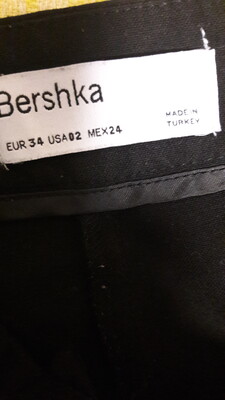 Bershka
MADE IN
TURKEY
EUR 34 USA 02 MEX 24